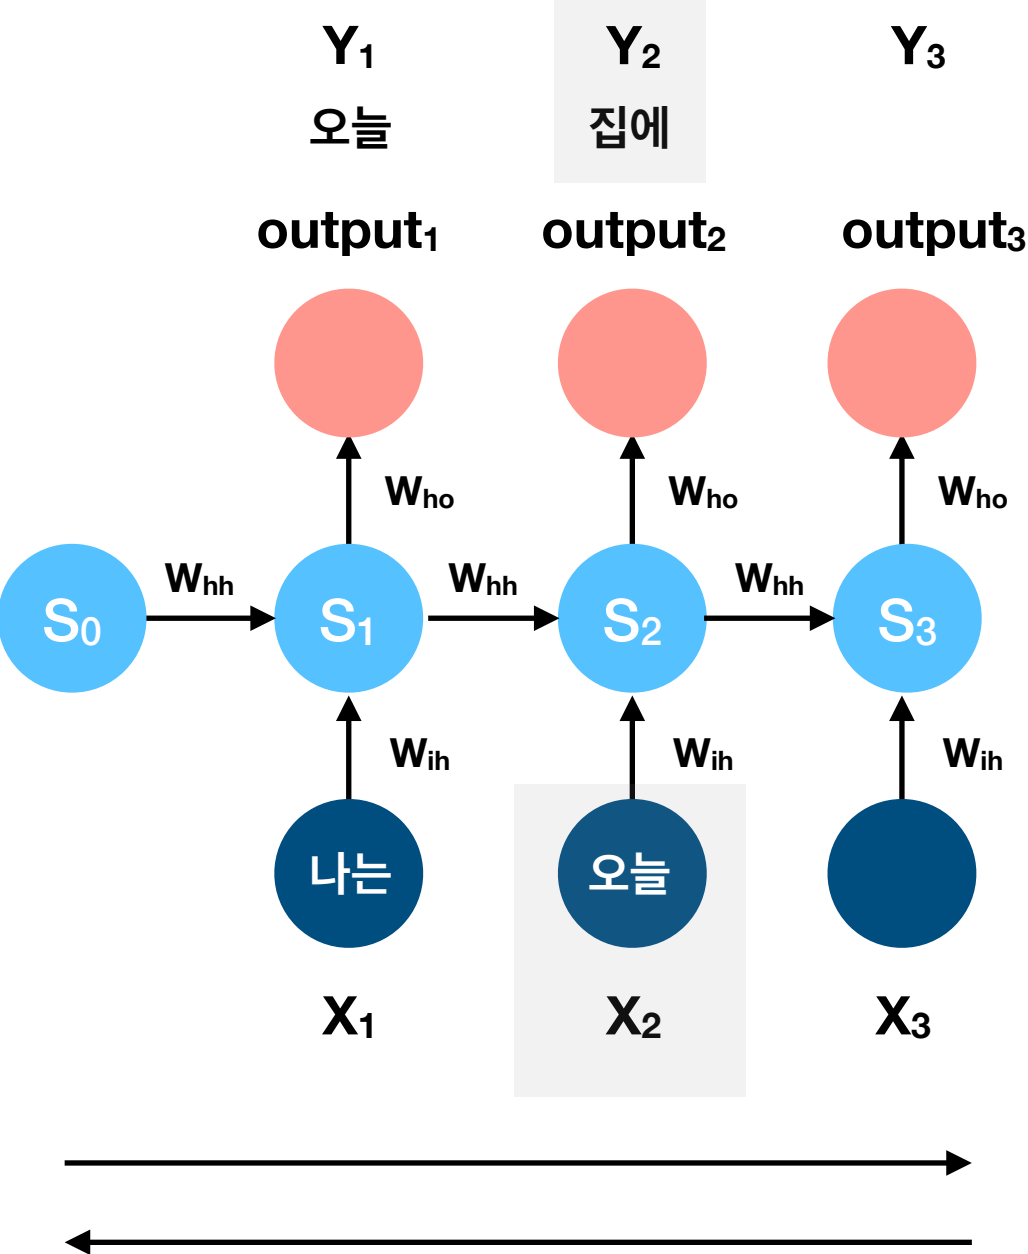 Y₁ Y₂ Y₃
오늘 집에
output₁ output₂ output₃
Wₕₒ Wₕₒ Wₕₒ
Wₕₕ Wₕₕ Wₕₕ
S₀ S₁ S₂ S₃
Wᵢₕ Wᵢₕ Wᵢₕ
나는 오늘
X₁ X₂ X₃